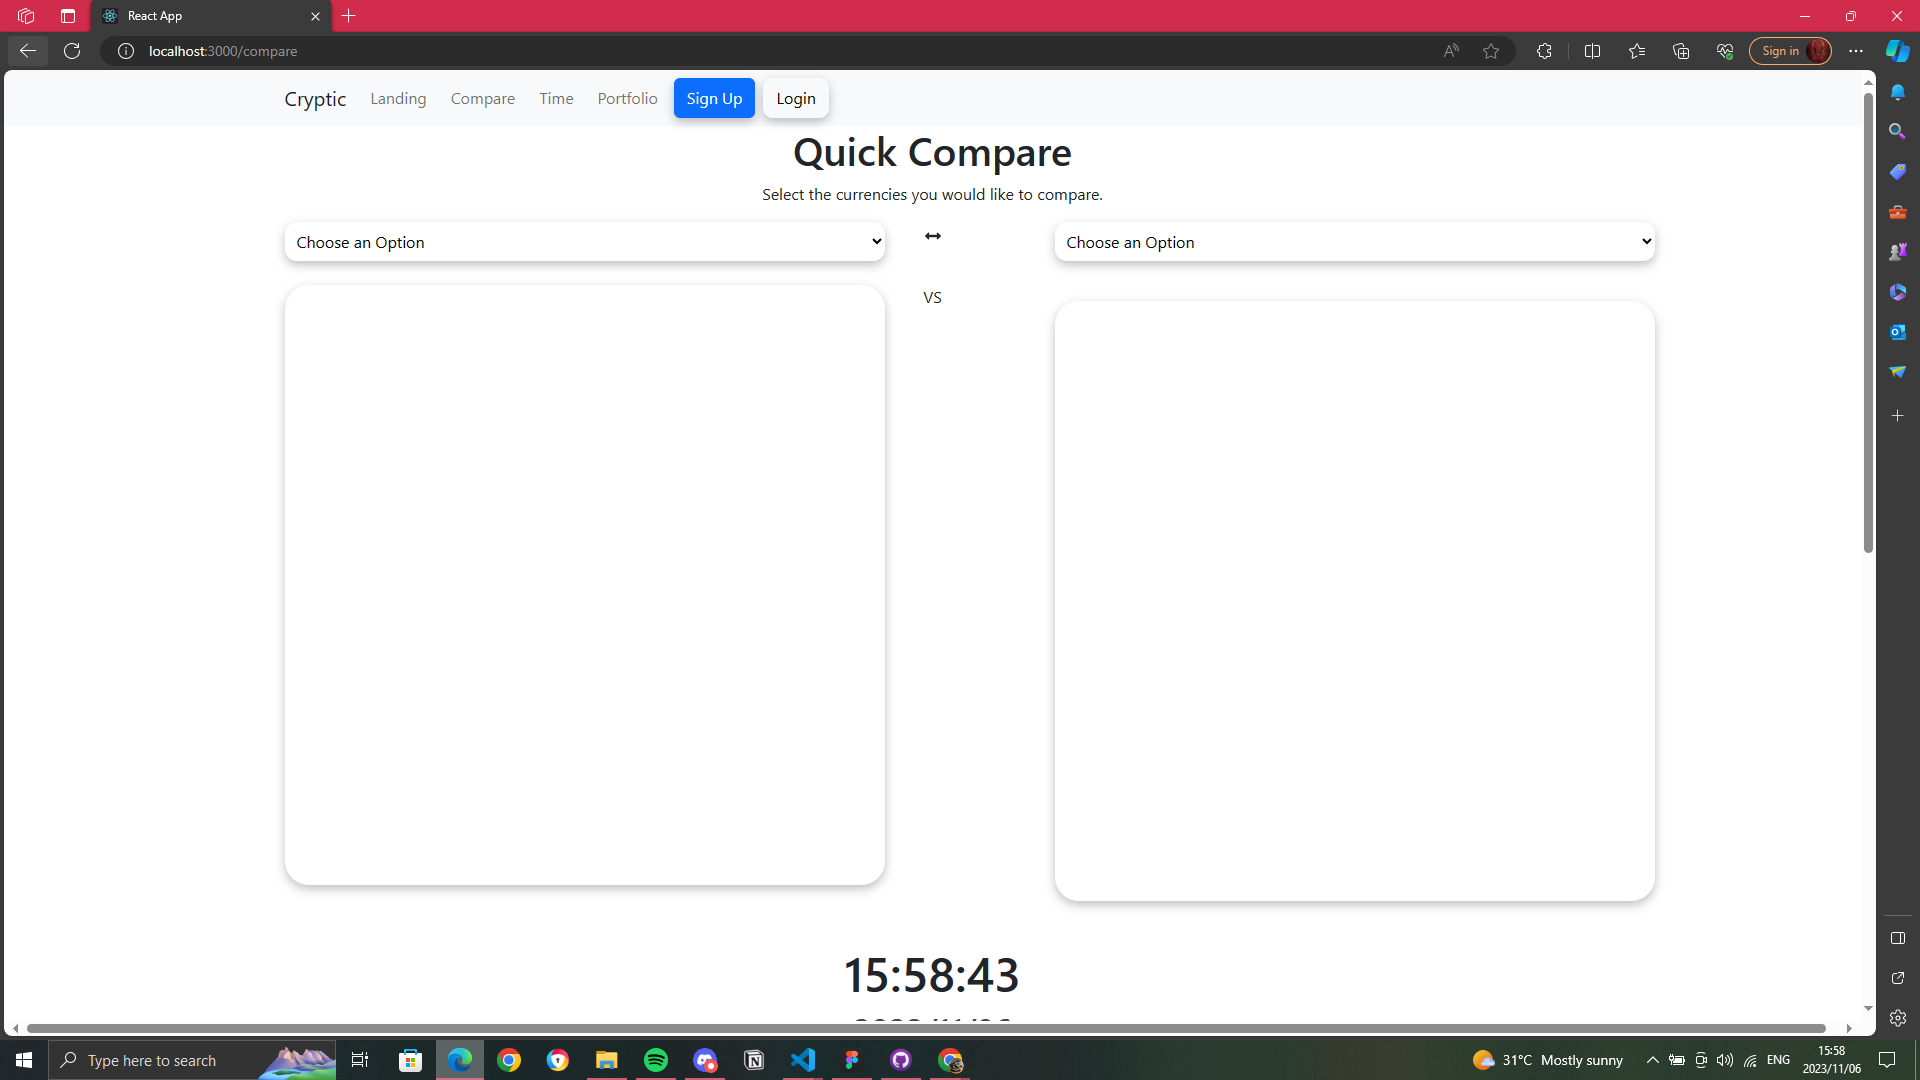 React App
localhost:3000/compare
Sign in
Cryptic Landing Compare Time Portfolio Sign Up Login
Quick Compare
Select the currencies you would like to compare.
Choose an Option
Choose an Option
VS
15:58:43
Type here to search
31°C Mostly sunny
ENG
15:58
2023/11/06